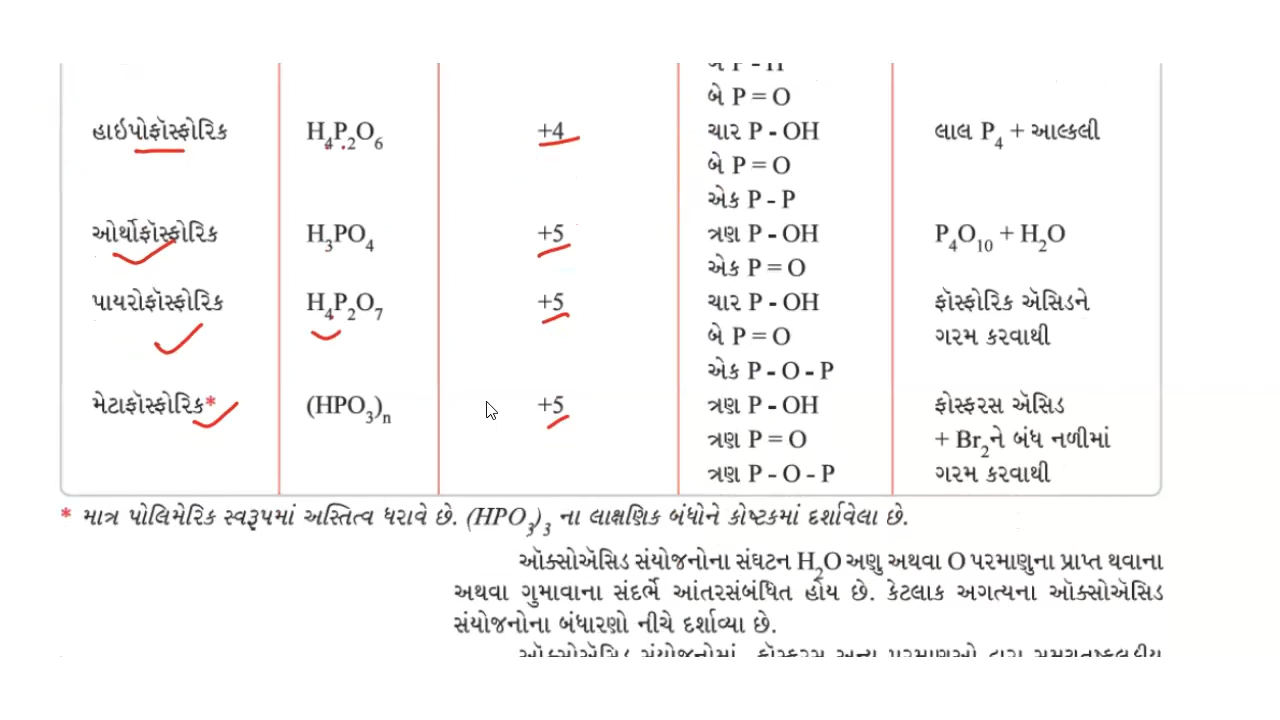 બે P = O
હાઇપોફૉસ્ફોરિક H₄P₂O₆ +4 ચાર P - OH લાલ P₄ + આલ્કલી
બે P = O
એક P - P
ઓર્થોફૉસ્ફોરિક H₃PO₄ +5 ત્રણ P - OH P₄O₁₀ + H₂O
એક P = O
પાયરોફૉસ્ફોરિક H₄P₂O₇ +5 ચાર P - OH ફૉસ્ફોરિક ઍસિડને
બે P = O ગરમ કરવાથી
એક P - O - P
મેટાફૉસ્ફોરિક* (HPO₃)ₙ +5 ત્રણ P - OH ફોસ્ફરસ ઍસિડ
ત્રણ P = O + Br₂ને બંધ નળીમાં
ત્રણ P - O - P ગરમ કરવાથી
* માત્ર પોલિમેરિક સ્વરૂપમાં અસ્તિત્વ ધરાવે છે. (HPO₃)₃ ના લાક્ષણિક બંધોને કોષ્ટકમાં દર્શાવેલા છે.
ઑક્સોઍસિડ સંયોજનોના સંઘટન H₂O અણુ અથવા O પરમાણુના પ્રાપ્ત થવાના
અથવા ગુમાવાના સંદર્ભે આંતરસંબંધિત હોય છે. કેટલાક અગત્યના ઑક્સોઍસિડ
સંયોજનોના બંધારણો નીચે દર્શાવ્યા છે.